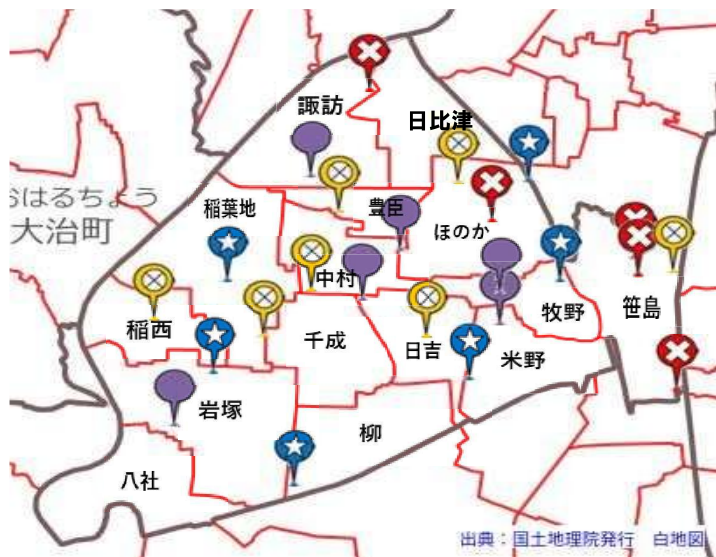 諏訪
日比津
おはるちょう
大治町
稲葉地
豊臣
ほのか
中村
稲西
千成
日吉
米野
牧野
笹島
岩塚
柳
八社
出典：国土地理院発行　白地図